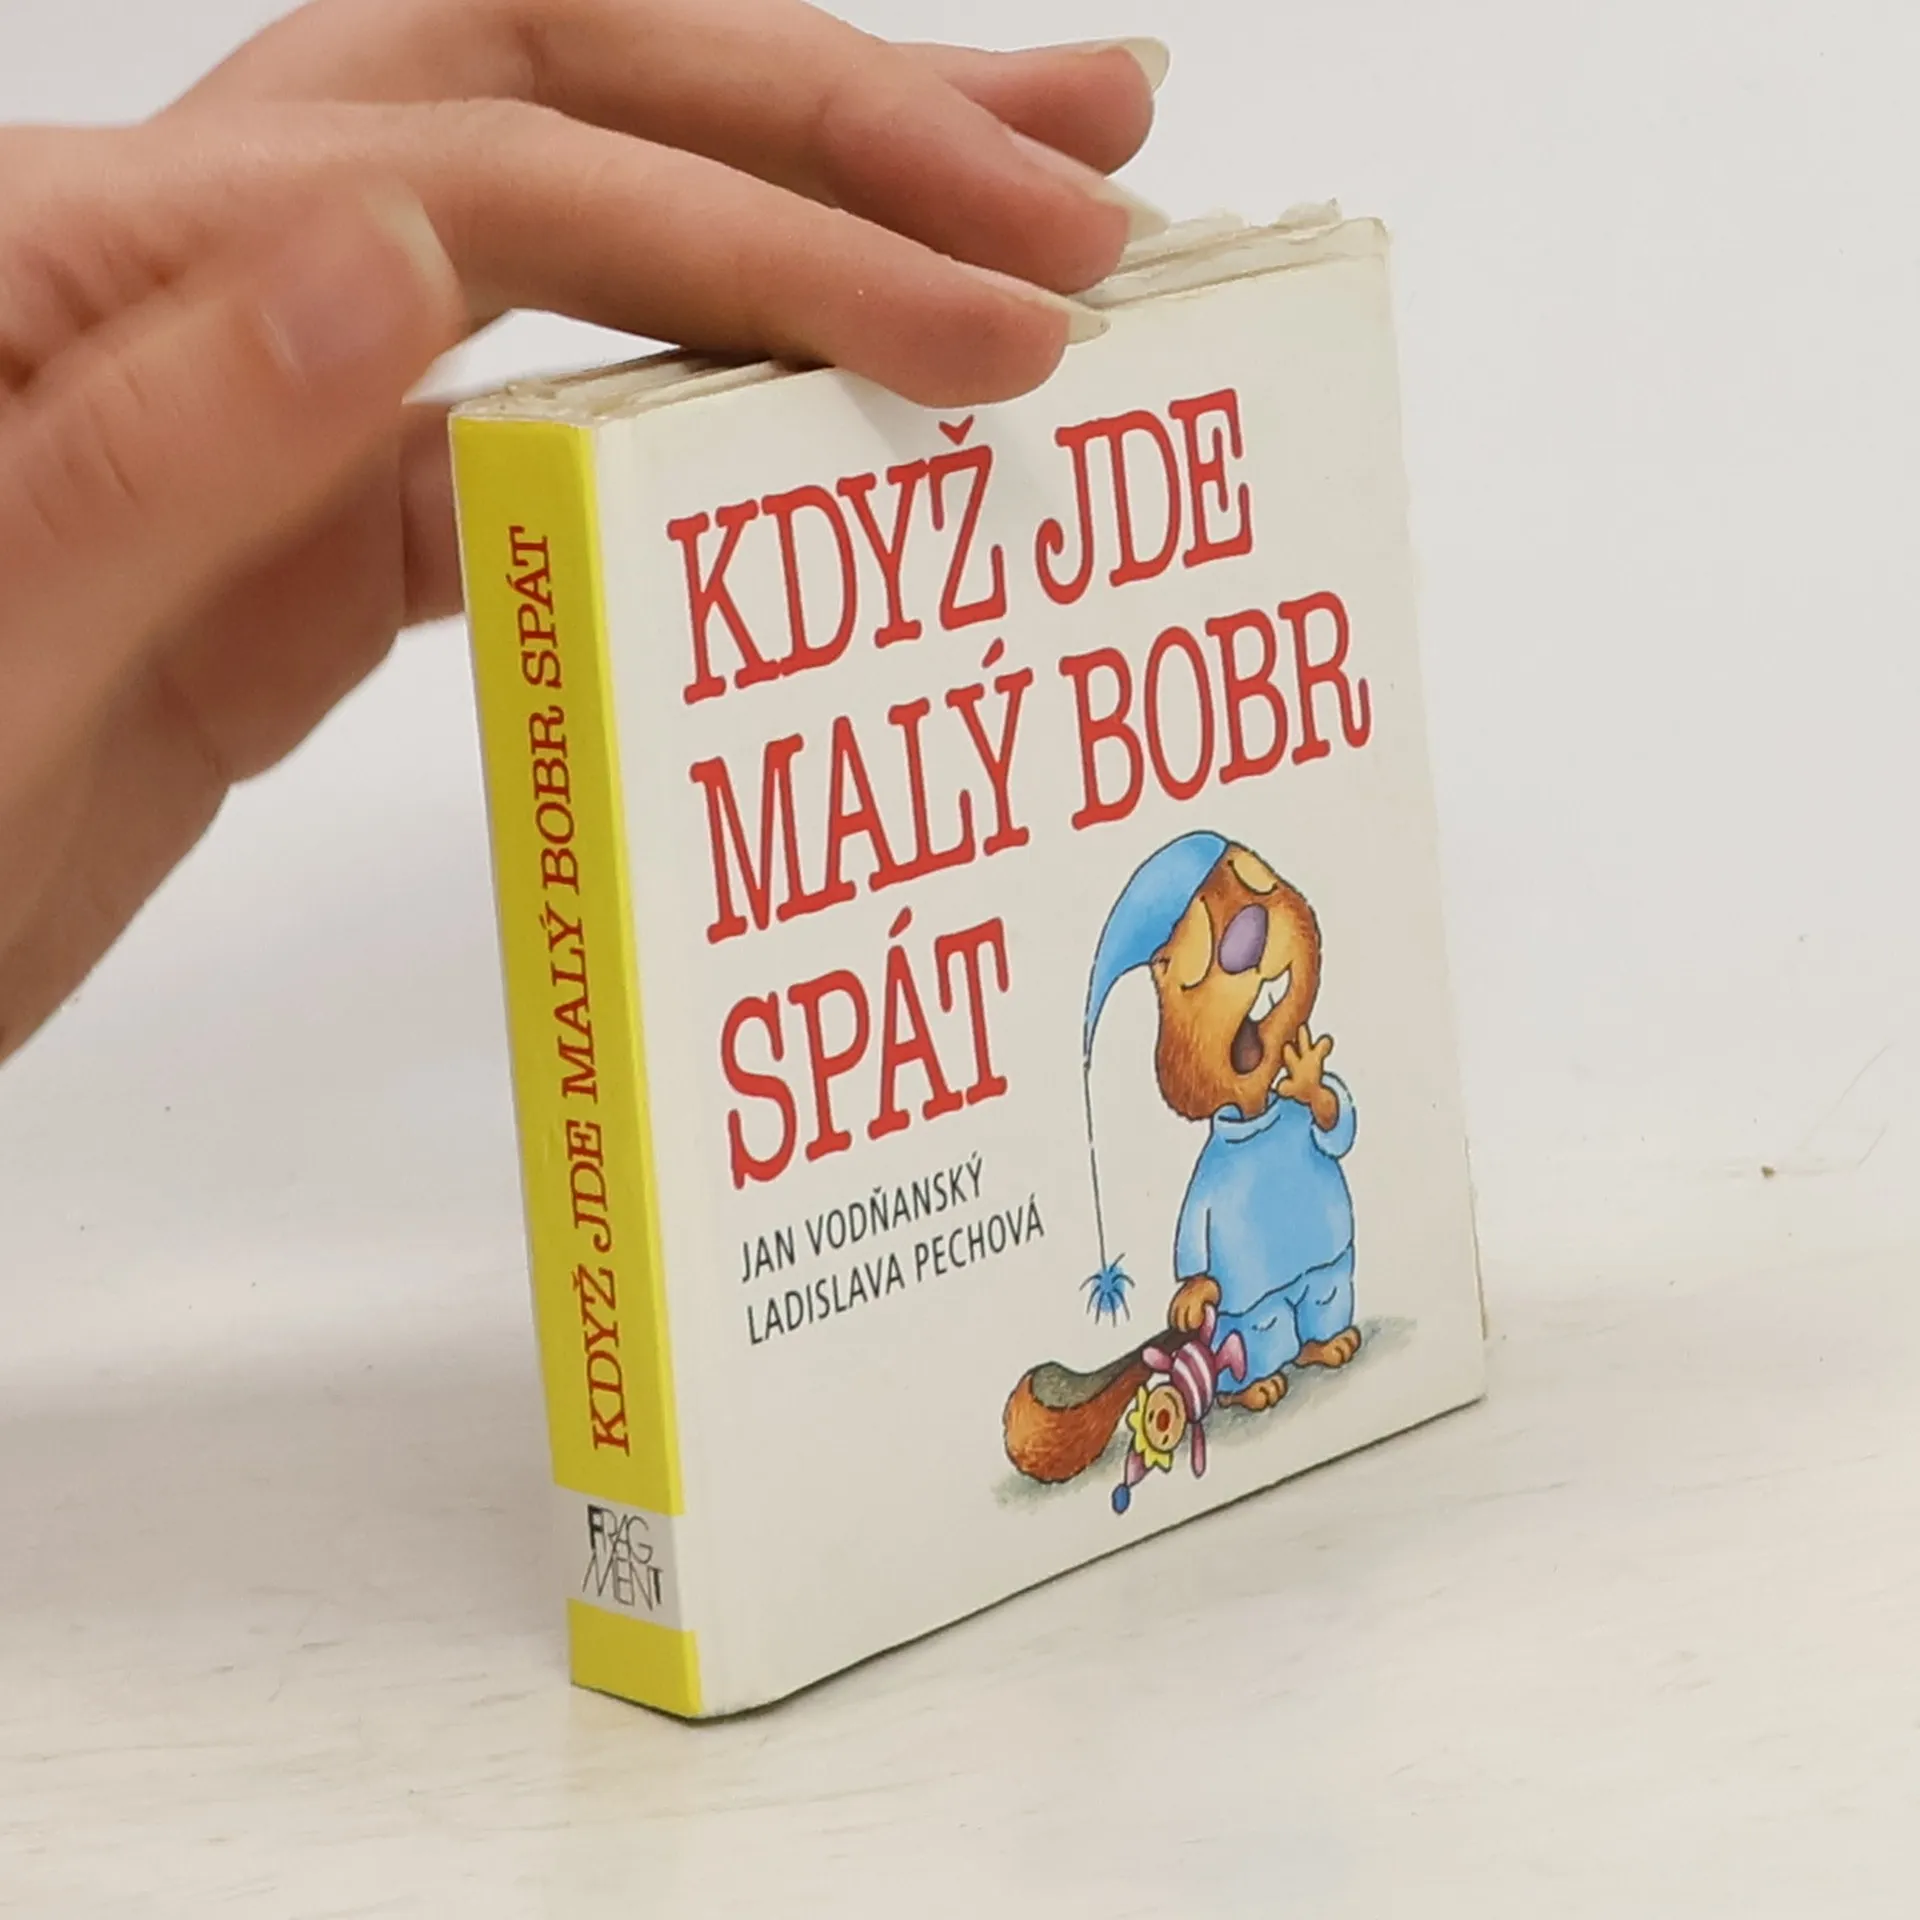 KDYŽ JDE MALÝ BOBR SPÁT
FRAG
MENT
KDYŽ JDE
MALÝ BOBR
SPÁT
JAN VODŇANSKÝ
LADISLAVA PECHOVÁ